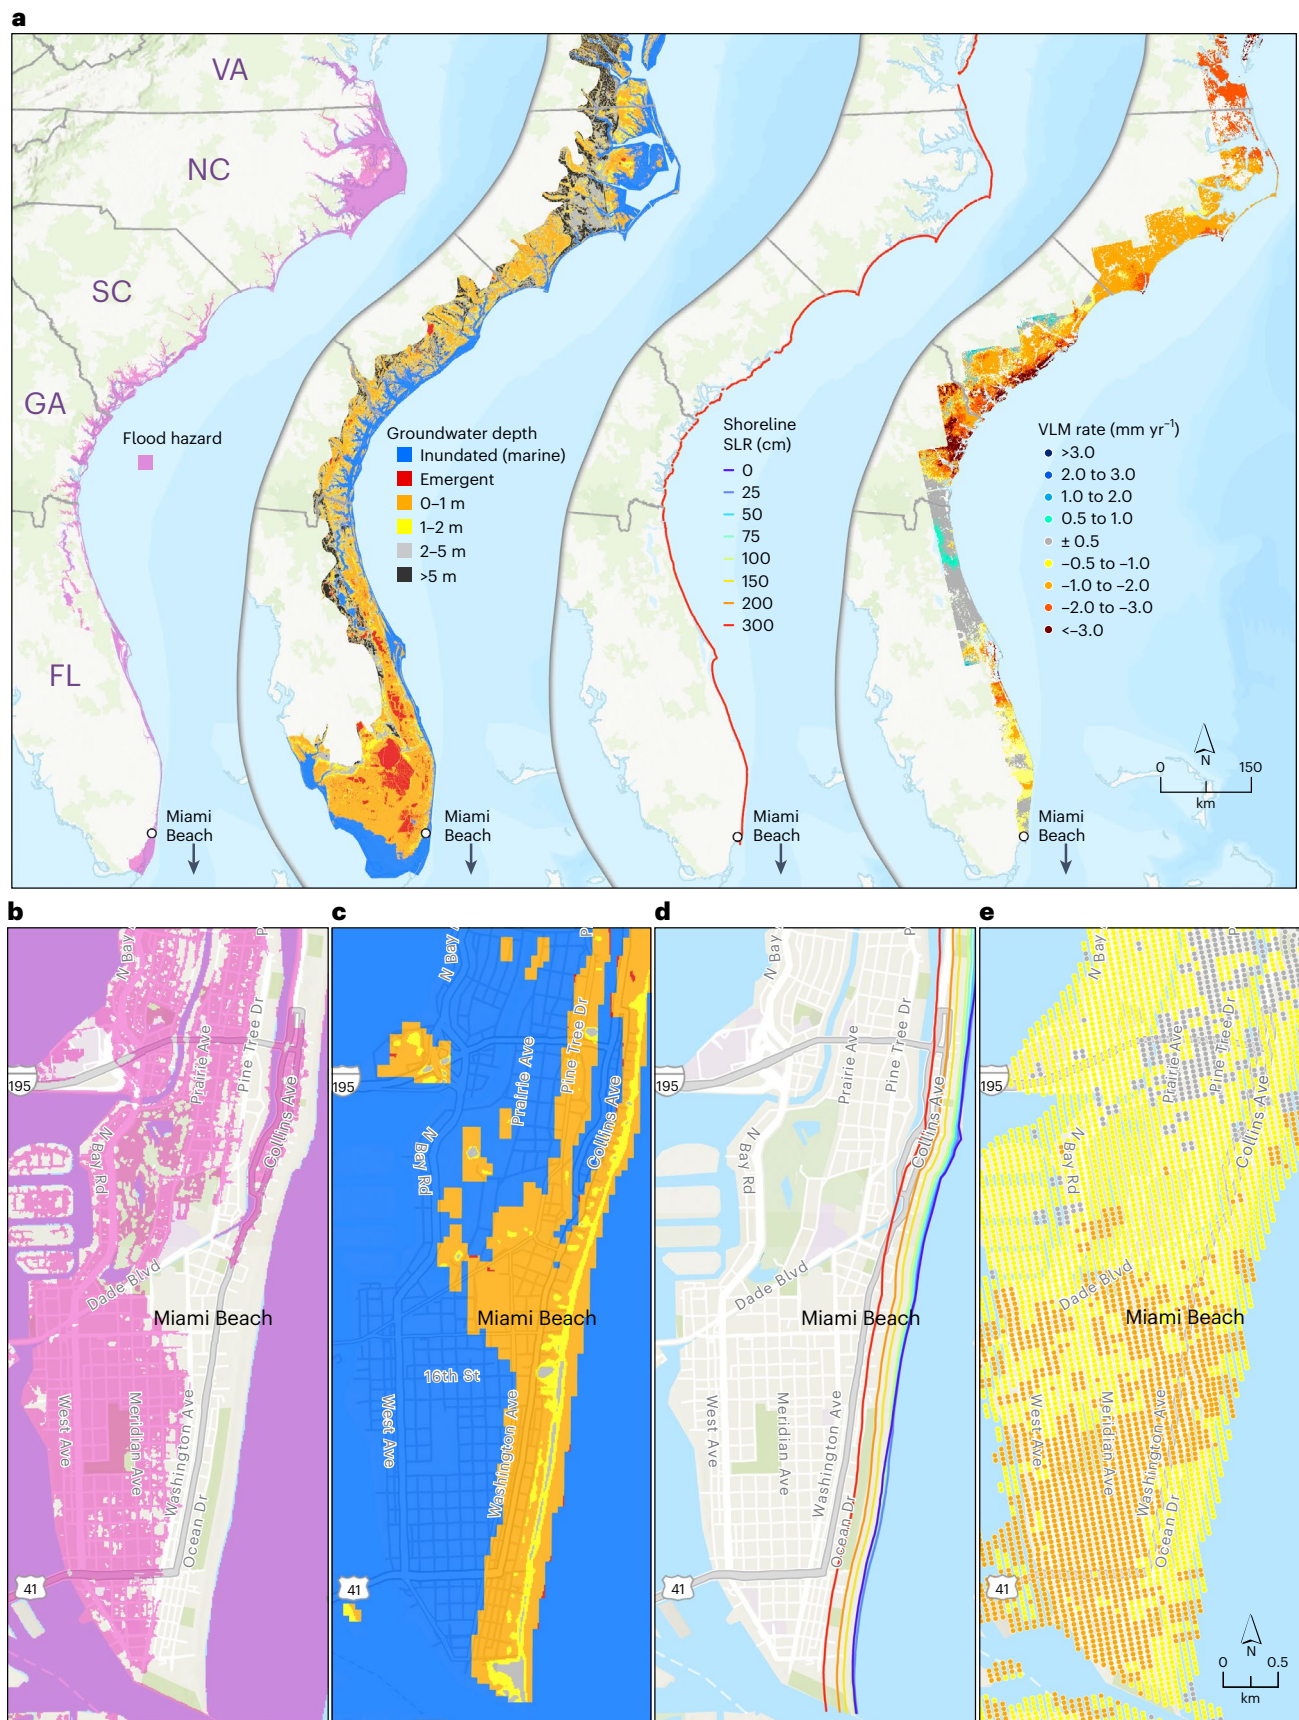 a
VA
NC
SC
GA
FL
Flood hazard
Miami
Beach
Groundwater depth
Inundated (marine)
Emergent
0–1 m
1–2 m
2–5 m
>5 m
Miami
Beach
Shoreline
SLR (cm)
0
25
50
75
100
150
200
300
Miami
Beach
VLM rate (mm yr⁻¹)
>3.0
2.0 to 3.0
1.0 to 2.0
0.5 to 1.0
± 0.5
–0.5 to –1.0
–1.0 to –2.0
–2.0 to –3.0
<–3.0
N
0 150
km
Miami
Beach
b
N Bay
P
Prairie Ave
Pine Tree Dr
195
Collins Ave
N Bay Rd
Dade Blvd
Miami Beach
West Ave
Meridian Ave
Washington Ave
Ocean Dr
41
c
N Bay
P
Prairie Ave
Pine Tree Dr
195
Collins Ave
N Bay Rd
Miami Beach
16th St
West Ave
Washington Ave
41
d
N Bay
P
Prairie Ave
Pine Tree Dr
195
Collins Ave
N Bay Rd
Dade Blvd
Miami Beach
West Ave
Meridian Ave
Washington Ave
Ocean Dr
41
e
N Bay
P
Prairie Ave
Pine Tree Dr
195
Collins Ave
N Bay Rd
Dade Blvd
Miami Beach
West Ave
Meridian Ave
Washington Ave
Ocean Dr
41
N
0 0.5
km